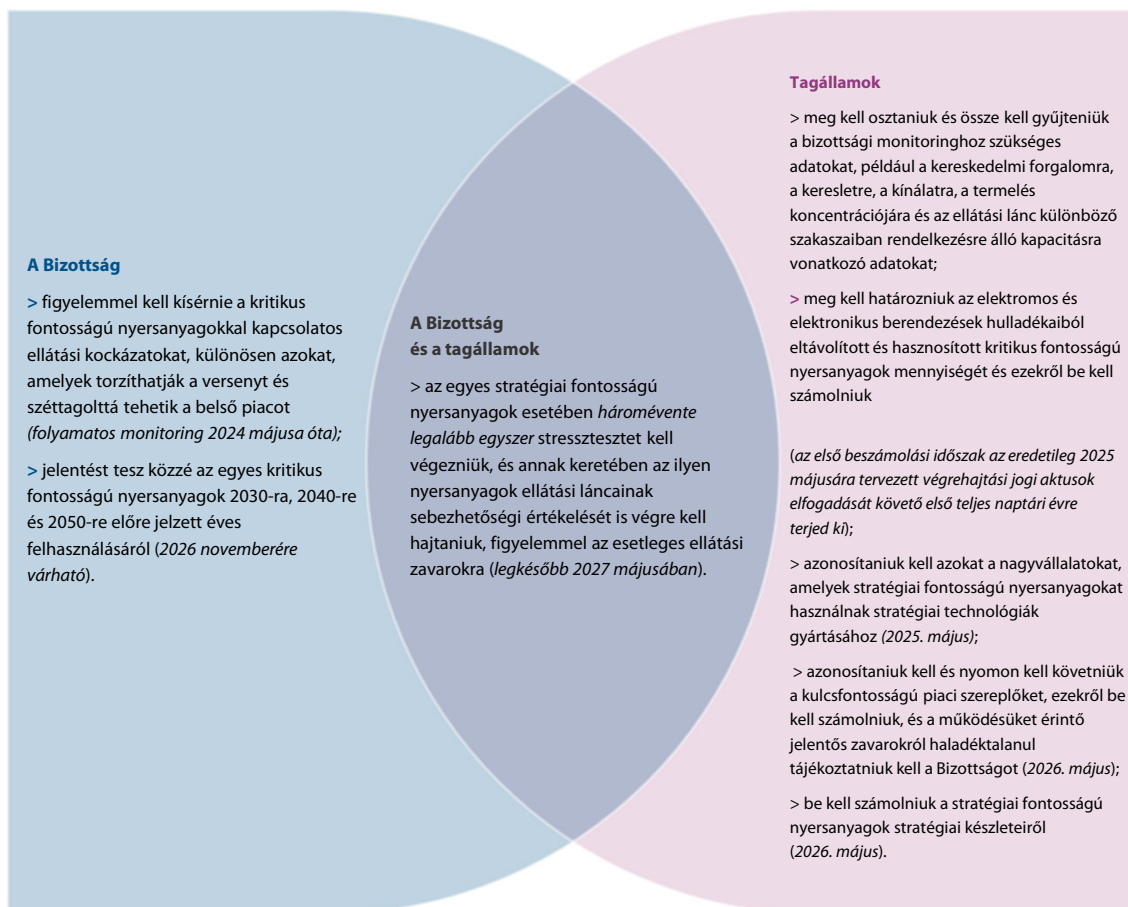 A Bizottság
> figyelemmel kell kísérnie a kritikus
fontosságú nyersanyagokkal kapcsolatos
ellátási kockázatokat, különösen azokat,
amelyek torzíthatják a versenyt és
széttagolttá tehetik a belső piacot
(folyamatos monitoring 2024 májusa óta);
> jelentést tesz közzé az egyes kritikus
fontosságú nyersanyagok 2030-ra, 2040-re
és 2050-re előre jelzett éves
felhasználásáról (2026 novemberére
várható).
A Bizottság
és a tagállamok
> az egyes stratégiai fontosságú
nyersanyagok esetében háromévente
legalább egyszer stressztesztet kell
végezniük, és annak keretében az ilyen
nyersanyagok ellátási láncainak
sebezhetőségi értékelését is végre kell
hajtaniuk, figyelemmel az esetleges ellátási
zavarokra (legkésőbb 2027 májusában).
Tagállamok
> meg kell osztaniuk és össze kell gyűjteniük
a bizottsági monitoringhoz szükséges
adatokat, például a kereskedelmi forgalomra,
a keresletre, a kínálatra, a termelés
koncentrációjára és az ellátási lánc különböző
szakaszaiban rendelkezésre álló kapacitásra
vonatkozó adatokat;
> meg kell határozniuk az elektromos és
elektronikus berendezések hulladékaiból
eltávolított és hasznosított kritikus fontosságú
nyersanyagok mennyiségét és ezekről be kell
számolniuk
(az első beszámolási időszak az eredetileg 2025
májusára tervezett végrehajtási jogi aktusok
elfogadását követő első teljes naptári évre
terjed ki);
> azonosítaniuk kell azokat a nagyvállalatokat,
amelyek stratégiai fontosságú nyersanyagokat
használnak stratégiai technológiák
gyártásához (2025. május);
> azonosítaniuk kell és nyomon kell követniük
a kulcsfontosságú piaci szereplőket, ezekről be
kell számolniuk, és a működésüket érintő
jelentős zavarokról haladéktalanul
tájékoztatniuk kell a Bizottságot (2026. május);
> be kell számolniuk a stratégiai fontosságú
nyersanyagok stratégiai készleteiről
(2026. május).